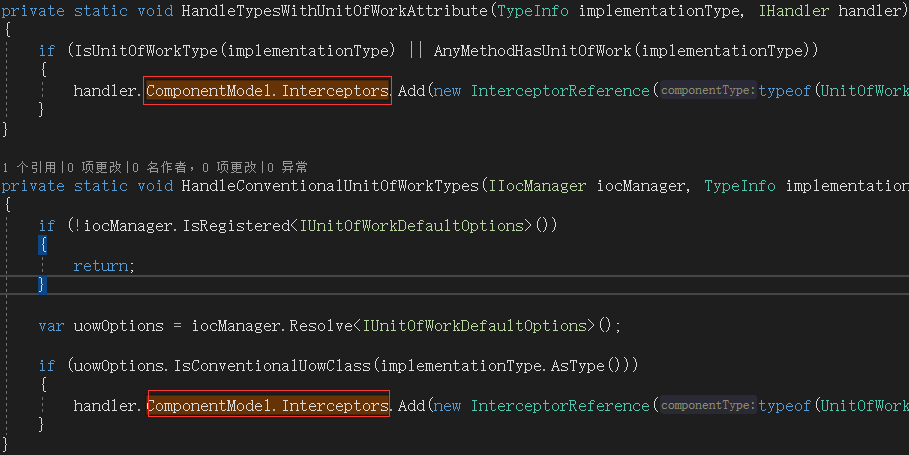 private static void HandleTypesWithUnitOfWorkAttribute(TypeInfo implementationType, IHandler handler)
{
if (IsUnitOfWorkType(implementationType) || AnyMethodHasUnitOfWork(implementationType))
{
handler.ComponentModel.Interceptors.Add(new InterceptorReference(componentType:typeof(UnitOfWork
}
}
1 个引用|0 项更改|0 名作者，0 项更改|0 异常
private static void HandleConventionalUnitOfWorkTypes(IIocManager iocManager, TypeInfo implementation
{
if (!iocManager.IsRegistered<IUnitOfWorkDefaultOptions>())
{
return;
}
var uowOptions = iocManager.Resolve<IUnitOfWorkDefaultOptions>();
if (uowOptions.IsConventionalUowClass(implementationType.AsType()))
{
handler.ComponentModel.Interceptors.Add(new InterceptorReference(componentType:typeof(UnitOfWork
}
}